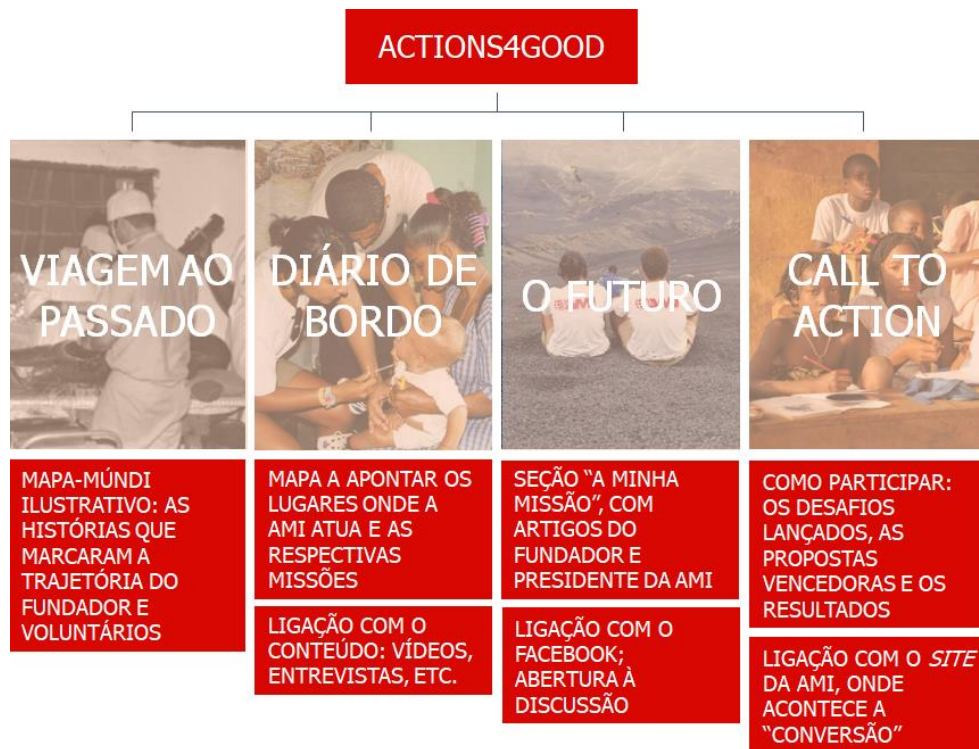 ACTIONS4GOOD
VIAGEM AO
PASSADO
MAPA-MÚNDI
ILUSTRATIVO: AS
HISTÓRIAS QUE
MARCARAM A
TRAJETÓRIA DO
FUNDADOR E
VOLUNTÁRIOS
DIÁRIO DE
BORDO
MAPA A APONTAR OS
LUGARES ONDE A
AMI ATUA E AS
RESPECTIVAS
MISSÕES
LIGAÇÃO COM O
CONTEÚDO: VÍDEOS,
ENTREVISTAS, ETC.
O FUTURO
SEÇÃO “A MINHA
MISSÃO”, COM
ARTIGOS DO
FUNDADOR E
PRESIDENTE DA AMI
LIGAÇÃO COM O
FACEBOOK;
ABERTURA À
DISCUSSÃO
CALL TO
ACTION
COMO PARTICIPAR:
OS DESAFIOS
LANÇADOS, AS
PROPOSTAS
VENCEDORAS E OS
RESULTADOS
LIGAÇÃO COM O SITE
DA AMI, ONDE
ACONTECE A
“CONVERSÃO”